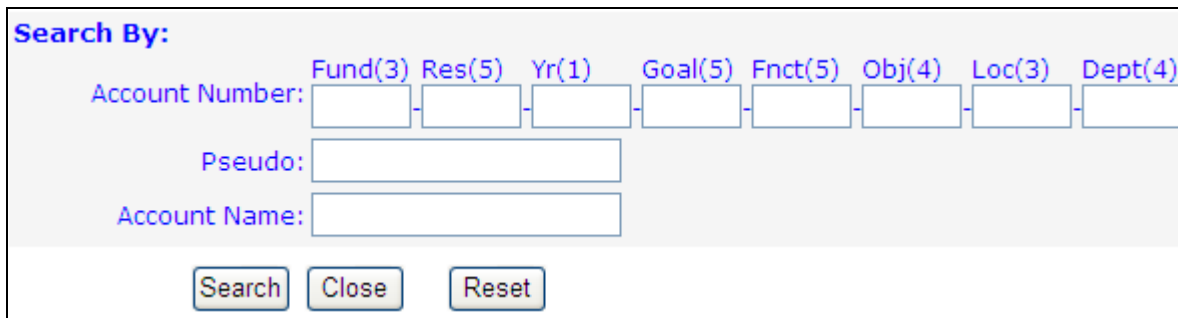 Search By:
Fund(3) Res(5) Yr(1) Goal(5) Fnct(5) Obj(4) Loc(3) Dept(4)
Account Number: - - - - - - -
Pseudo:
Account Name:
Search Close Reset